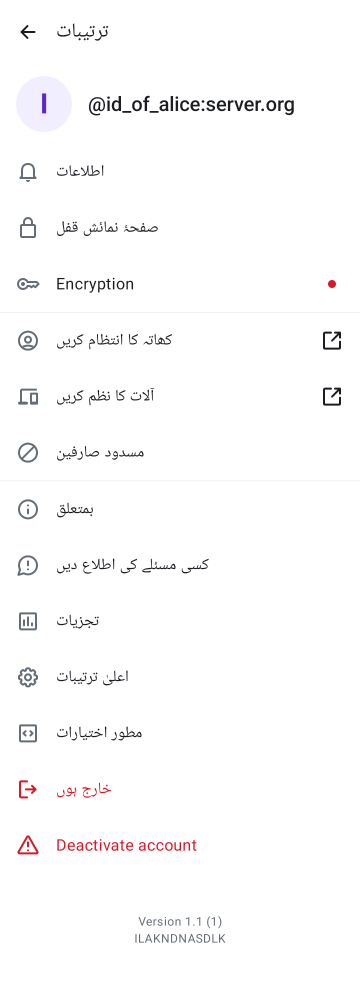 ترتیبات
I
@id_of_alice:server.org
اطلاعات
صفحۂ نمائش قفل
Encryption
کھاتہ کا انتظام کریں
آلات کا نظم کریں
مسدود صارفین
بمتعلق
کسی مسئلے کی اطلاع دیں
تجزیات
اعلیٰ ترتیبات
مطور اختیارات
خارج ہوں
Deactivate account
Version 1.1 (1)
ILAKNDNASDLK